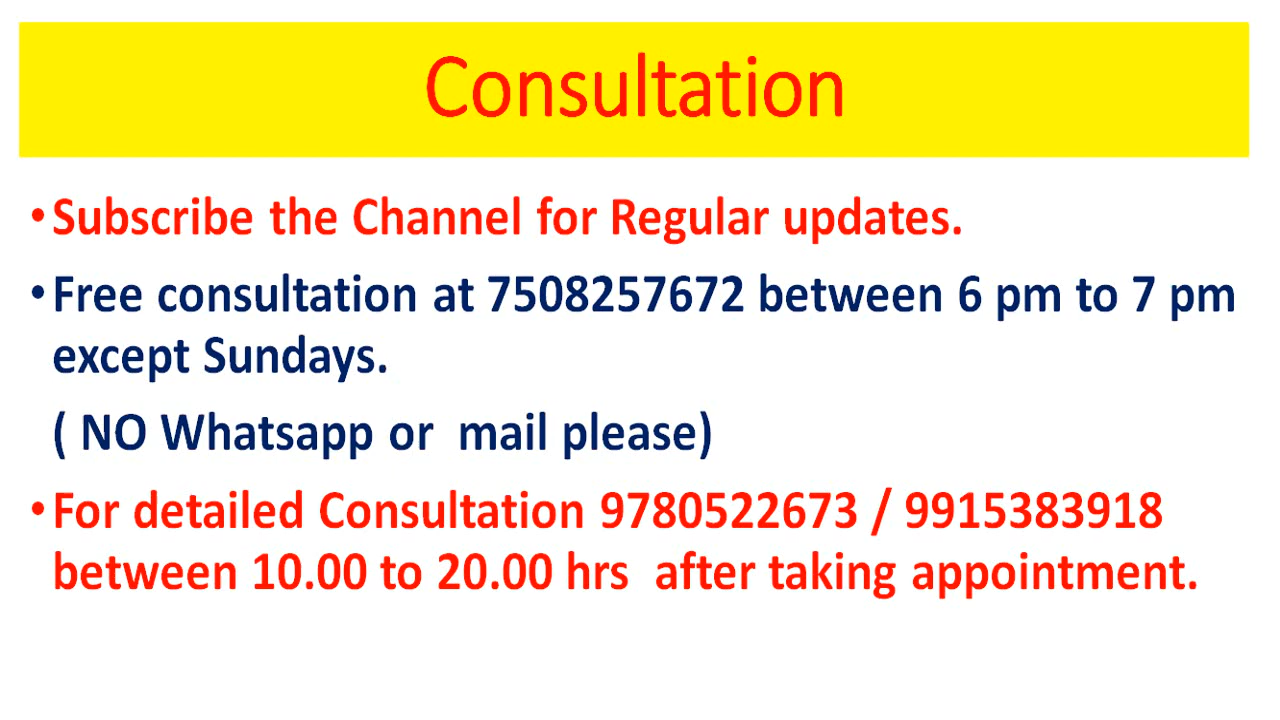 Consultation
•Subscribe the Channel for Regular updates.
•Free consultation at 7508257672 between 6 pm to 7 pm
except Sundays.
( NO Whatsapp or  mail please)
•For detailed Consultation 9780522673 / 9915383918
between 10.00 to 20.00 hrs  after taking appointment.